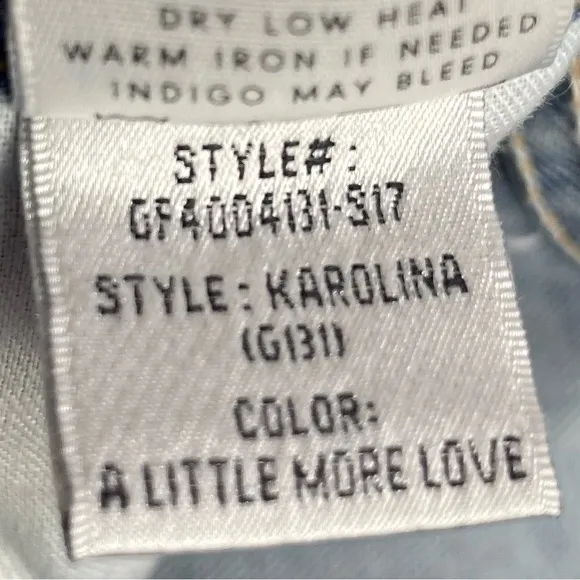 DRY LOW HEAT
WARM IRON IF NEEDED
INDIGO MAY BLEED
STYLE#:
GF4004131-S17
STYLE: KAROLINA
(G131)
COLOR:
A LITTLE MORE LOVE